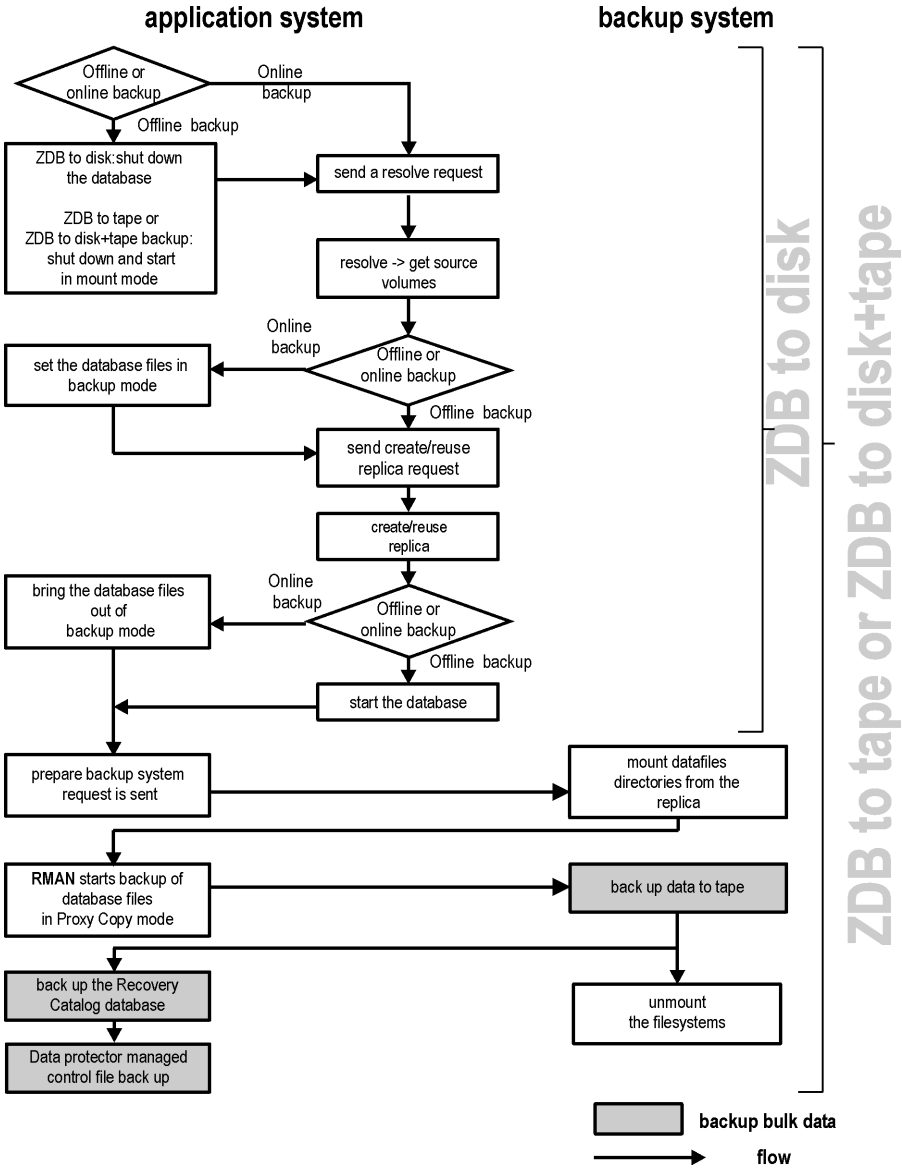 application system
backup system
Offline or
online backup
Online
backup
Offline backup
ZDB to disk:shut down
the database
ZDB to tape or
ZDB to disk+tape backup:
shut down and start
in mount mode
send a resolve request
resolve -> get source
volumes
Online
backup
Offline or
online backup
set the database files in
backup mode
Offline backup
send create/reuse
replica request
create/reuse
replica
Online
backup
bring the database files
out of
backup mode
Offline or
online backup
Offline backup
start the database
prepare backup system
request is sent
mount datafiles
directories from the
replica
RMAN starts backup of
database files
in Proxy Copy mode
back up data to tape
back up the Recovery
Catalog database
unmount
the filesystems
Data protector managed
control file back up
ZDB to disk
ZDB to tape or ZDB to disk+tape
backup bulk data
flow